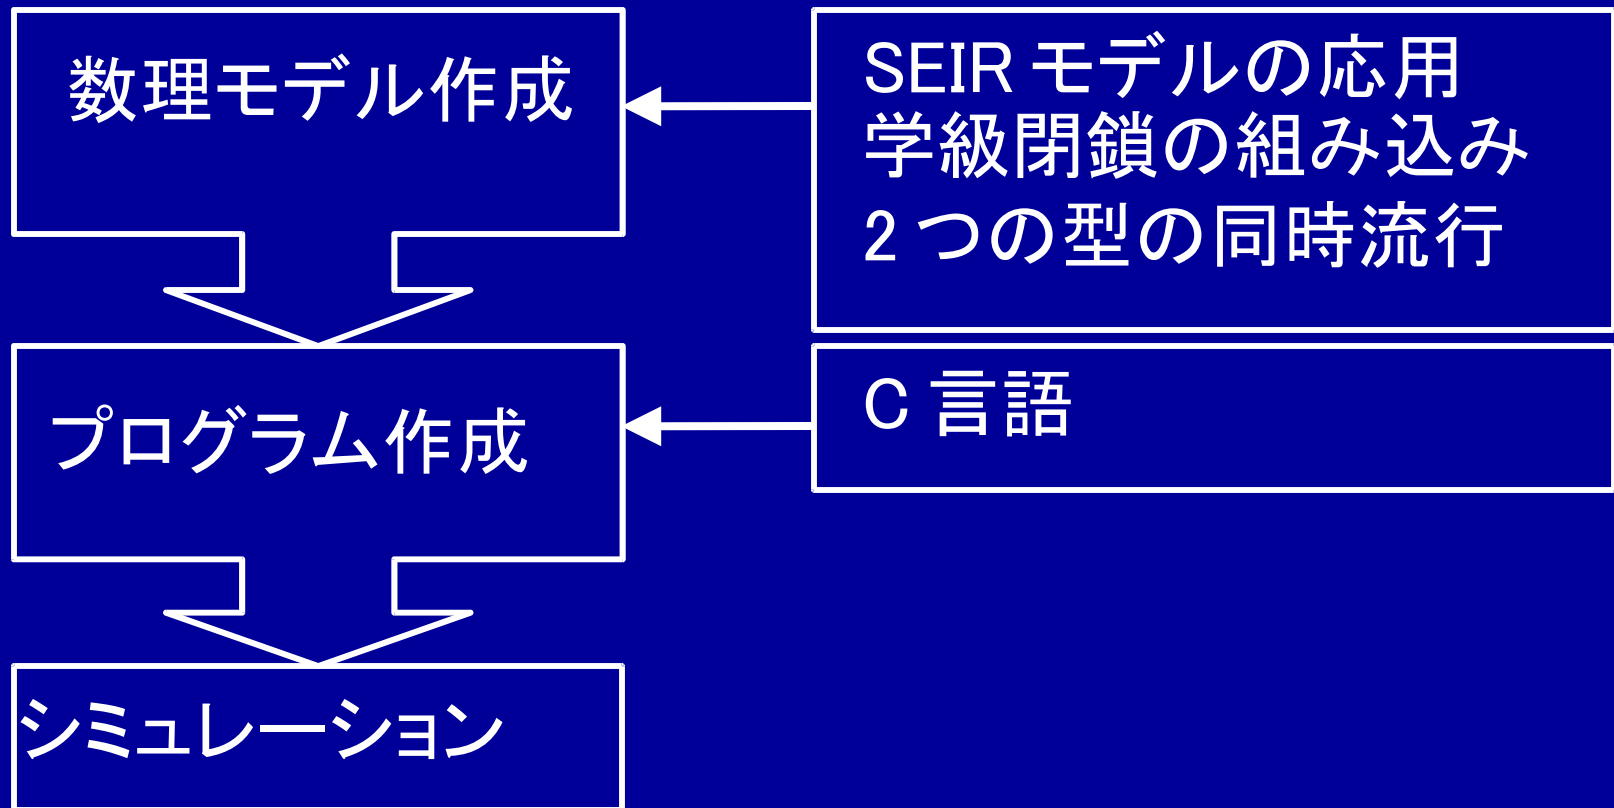 数理モデル作成
SEIR モデルの応用
学級閉鎖の組み込み
2 つの型の同時流行
プログラム作成
C 言語
シミュレーション